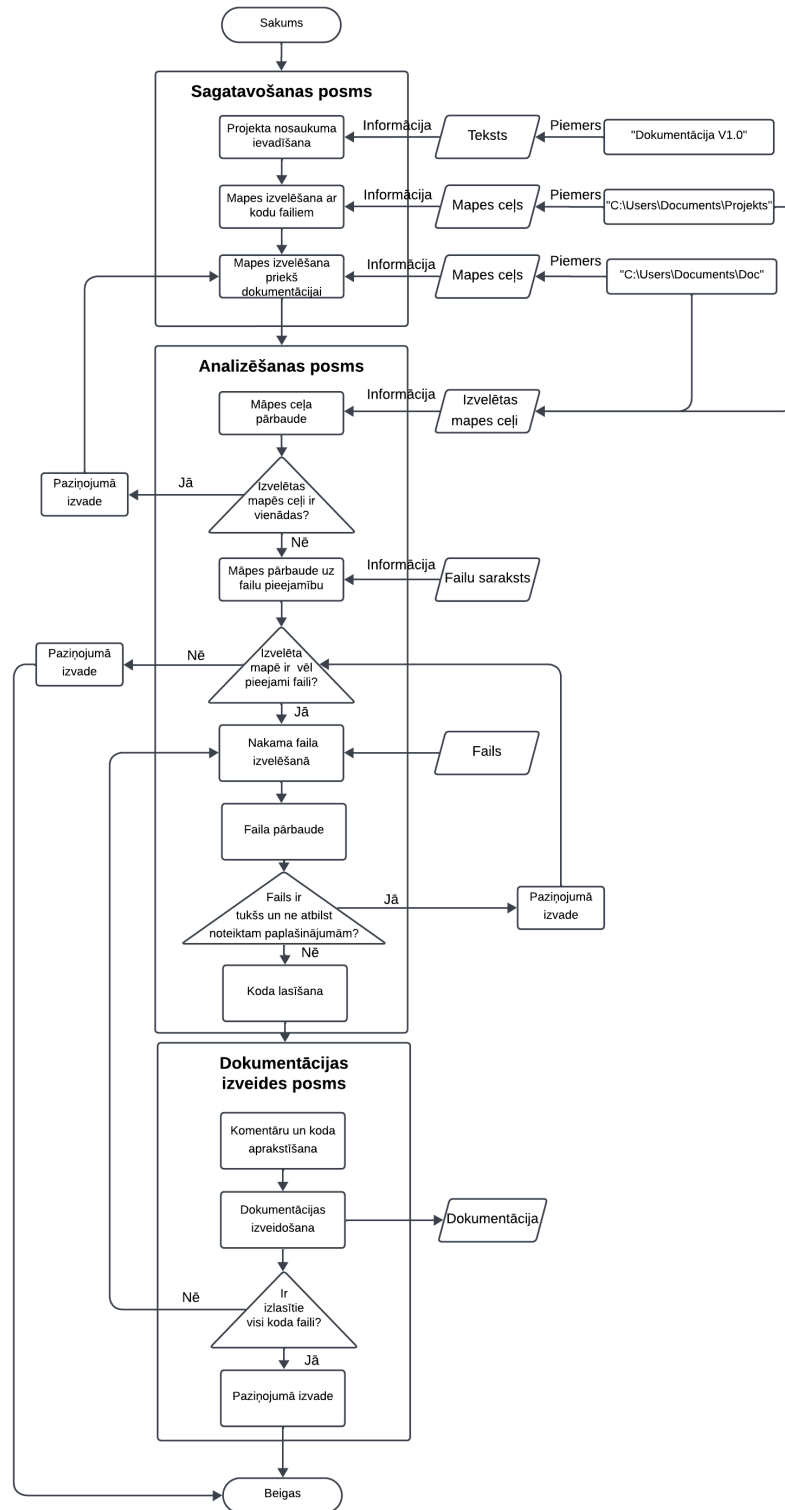 Sakums
Sagatavošanas posms
Projekta nosaukuma
ievadīšana
Informācija
Teksts
Piemers
"Dokumentācija V1.0"
Mapes izvelēšana ar
kodu failiem
Informācija
Mapes ceļs
Piemers
"C:\Users\Documents\Projekts"
Mapes izvelēšana
priekš
dokumentācijai
Informācija
Mapes ceļs
Piemers
"C:\Users\Documents\Doc"
Analizēšanas posms
Māpes ceļa
pārbaude
Informācija
Izvelētas
mapes ceļi
Izvelētas
mapēs ceļi ir
vienādas?
Jā
Paziņojumā
izvade
Nē
Māpes pārbaude uz
failu pieejamību
Informācija
Failu saraksts
Izvelēta
mapē ir vēl
pieejami faili?
Nē
Paziņojumā
izvade
Jā
Nakama faila
izvelēšanā
Fails
Faila pārbaude
Fails ir
tukšs un ne atbilst
noteiktam paplašinājumām?
Jā
Paziņojumā
izvade
Nē
Koda lasīšana
Dokumentācijas
izveides posms
Komentāru un koda
aprakstīšana
Dokumentācijas
izveidošana
Dokumentācija
Ir
izlasītie
visi koda faili?
Nē
Jā
Paziņojumā izvade
Beigas